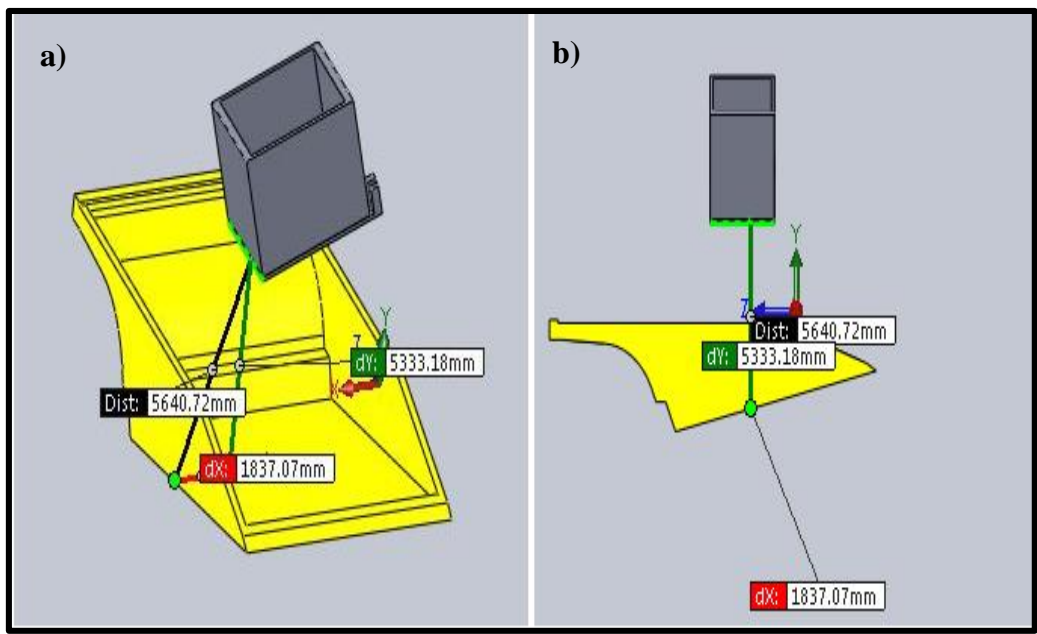 a)
Y
Z
dY: 5333.18mm
X
Dist: 5640.72mm
dX: 1837.07mm
b)
Y
Z
Dist: 5640.72mm
dY: 5333.18mm
dX: 1837.07mm